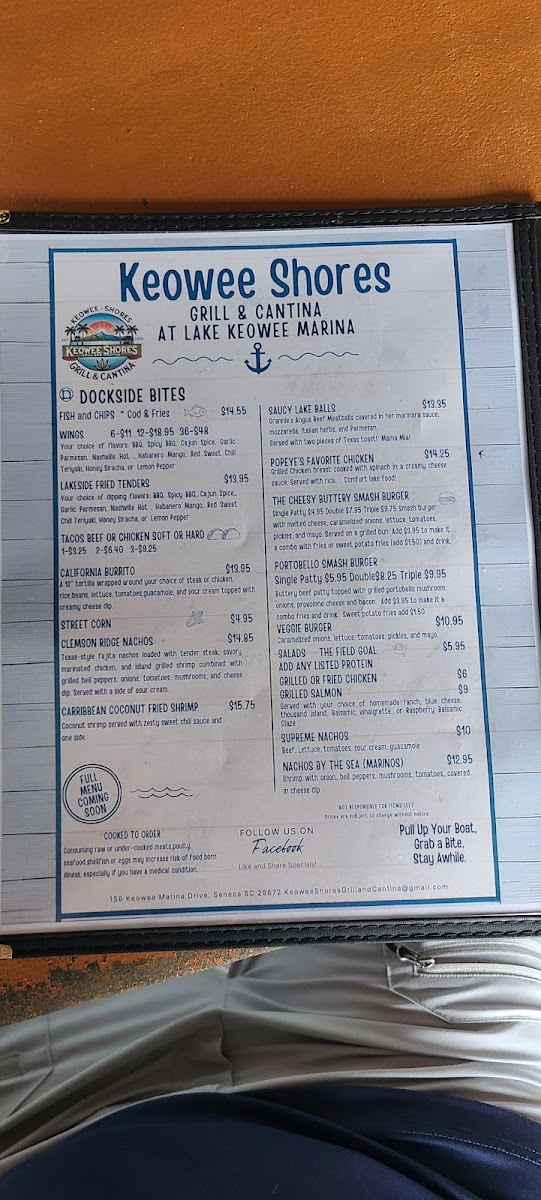 Keowee Shores
GRILL & CANTINA
AT LAKE KEOWEE MARINA
KEOWEE-SHORES
KEOWEE SHORES
GRILL & CANTINA
DOCKSIDE BITES
FISH and CHIPS * Cod & Fries $14.55
WINGS 6-$11 12-$18.95 36-$48
Your choice of flavors: BBQ, Spicy BBQ, Cajun Spice, Garlic
Parmesan, Nashville Hot, Habanero Mango, Red Sweet, Chili
Teriyaki, Honey Siracha, or Lemon Pepper
LAKESIDE FRIED TENDERS $13.95
Your choice of dipping flavors: BBQ, Spicy BBQ, Cajun Spice,
Garlic Parmesan, Nashville Hot, Habanero Mango, Red Sweet
Chili Teriyaki, Honey Siracha, or Lemon Pepper
TACOS BEEF OR CHICKEN SOFT OR HARD
1-$3.25 2-$6.40 3-$9.25
CALIFORNIA BURRITO $13.95
A 12" tortilla wrapped around your choice of steak or chicken,
rice,beans, lettuce, tomatoes,guacamole, and sour cream topped with
creamy cheese dip.
STREET CORN $4.95
CLEMSON RIDGE NACHOS $14.85
Texas-style fajita nachos loaded with tender steak, savory
marinated chicken, and island grilled shrimp combined with
grilled bell peppers, onions, tomatoes, mushrooms, and cheese
dip. Served with a side of sour cream.
CARRIBBEAN COCONUT FRIED SHRIMP $15.75
Coconut shrimp served with zesty sweet chili sauce and
one side.
FULL
MENU
COMING
SOON
SAUCY LAKE BALLS $13.35
Grannie's Angus Beef Meatballs covered in her marinara sauce,
mozzarella, Italian herbs, and Parmesan.
Served with two pieces of Texas toast! Mama Mia!
POPEYE'S FAVORITE CHICKEN $14.25
Grilled Chicken breast cooked with spinach in a creamy cheese
sauce. Served with rice. Comfort lake food!
THE CHEESY BUTTERY SMASH BURGER
Single Patty $4.95 Double $7.95 Triple $9.75 Smash burger
with melted cheese, caramelized onions, lettuce, tomatoes,
pickles, and mayo. Served on a grilled bun. Add $3.95 to make it
a combo with fries or sweet potato fries (add $1.50) and drink.
PORTOBELLO SMASH BURGER
Single Patty $5.95 Double$8.25 Triple $9.95
Buttery beef patty topped with grilled portobello mushroom,
onions, provolone cheese and bacon. Add $3.95 to make it a
combo fries and drink. Sweet potato fries add $1.50
VEGGIE BURGER $10.95
Caramelized onions, lettuce, tomatoes, pickles, and mayo.
SALADS THE FIELD GOAL $5.95
ADD ANY LISTED PROTEIN
GRILLED OR FRIED CHICKEN $6
GRILLED SALMON $9
Served with your choice of homemade ranch, blue cheese,
thousand island, Balsamic vinaigrette, or Raspberry Balsamic
Glaze
SUPREME NACHOS $10
Beef, Lettuce, tomatoes, sour cream, guacamole
NACHOS BY THE SEA (MARINOS) $12.95
Shrimp with onion, bell peppers, mushrooms, tomatoes, covered
in cheese dip
NOT RESPONSIBLE FOR ITEMS LEFT
Prices are subject to change without notice
COOKED TO ORDER
Consuming raw or under-cooked meats,poultry,
seafood,shellfish,or eggs may increase risk of food born
illness, especially if you have a medical condition.
FOLLOW US ON
Facebook
Like and Share Specials!
Pull Up Your Boat,
Grab a Bite,
Stay Awhile.
156 Keowee Marina Drive, Seneca SC 29672 KeoweeShoresGrillandCantina@gmail.com